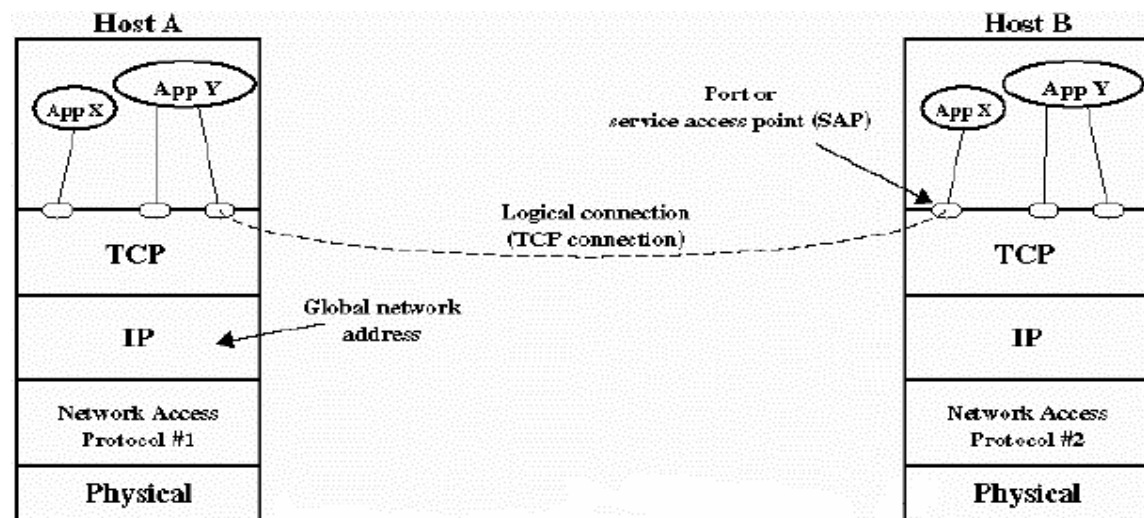 Host A
App X
App Y
TCP
IP
Network Access
Protocol #1
Physical
Port or
service access point (SAP)
Logical connection
(TCP connection)
Global network
address
Host B
App X
App Y
TCP
IP
Network Access
Protocol #2
Physical